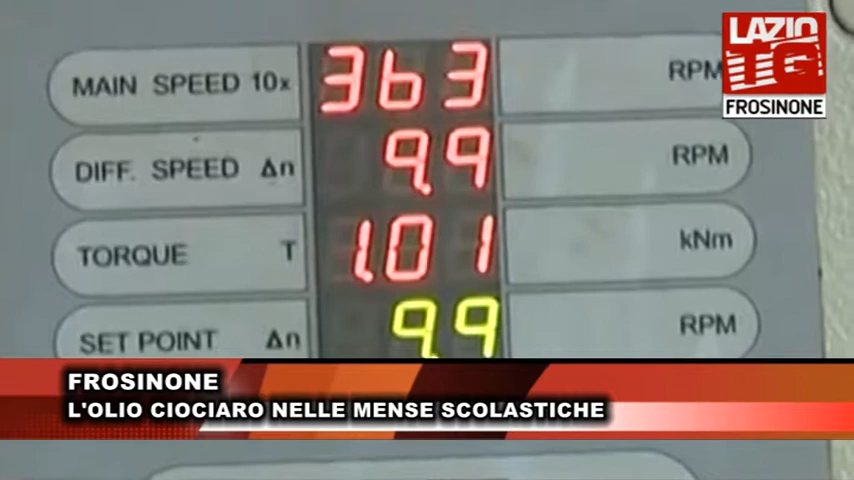 LAZIO
TG
FROSINONE
MAIN SPEED 10x 363 RPM
DIFF. SPEED Δn 9.9 RPM
TORQUE T 1.01 kNm
SET POINT Δn 9.9 RPM
FROSINONE
L'OLIO CIOCIARO NELLE MENSE SCOLASTICHE